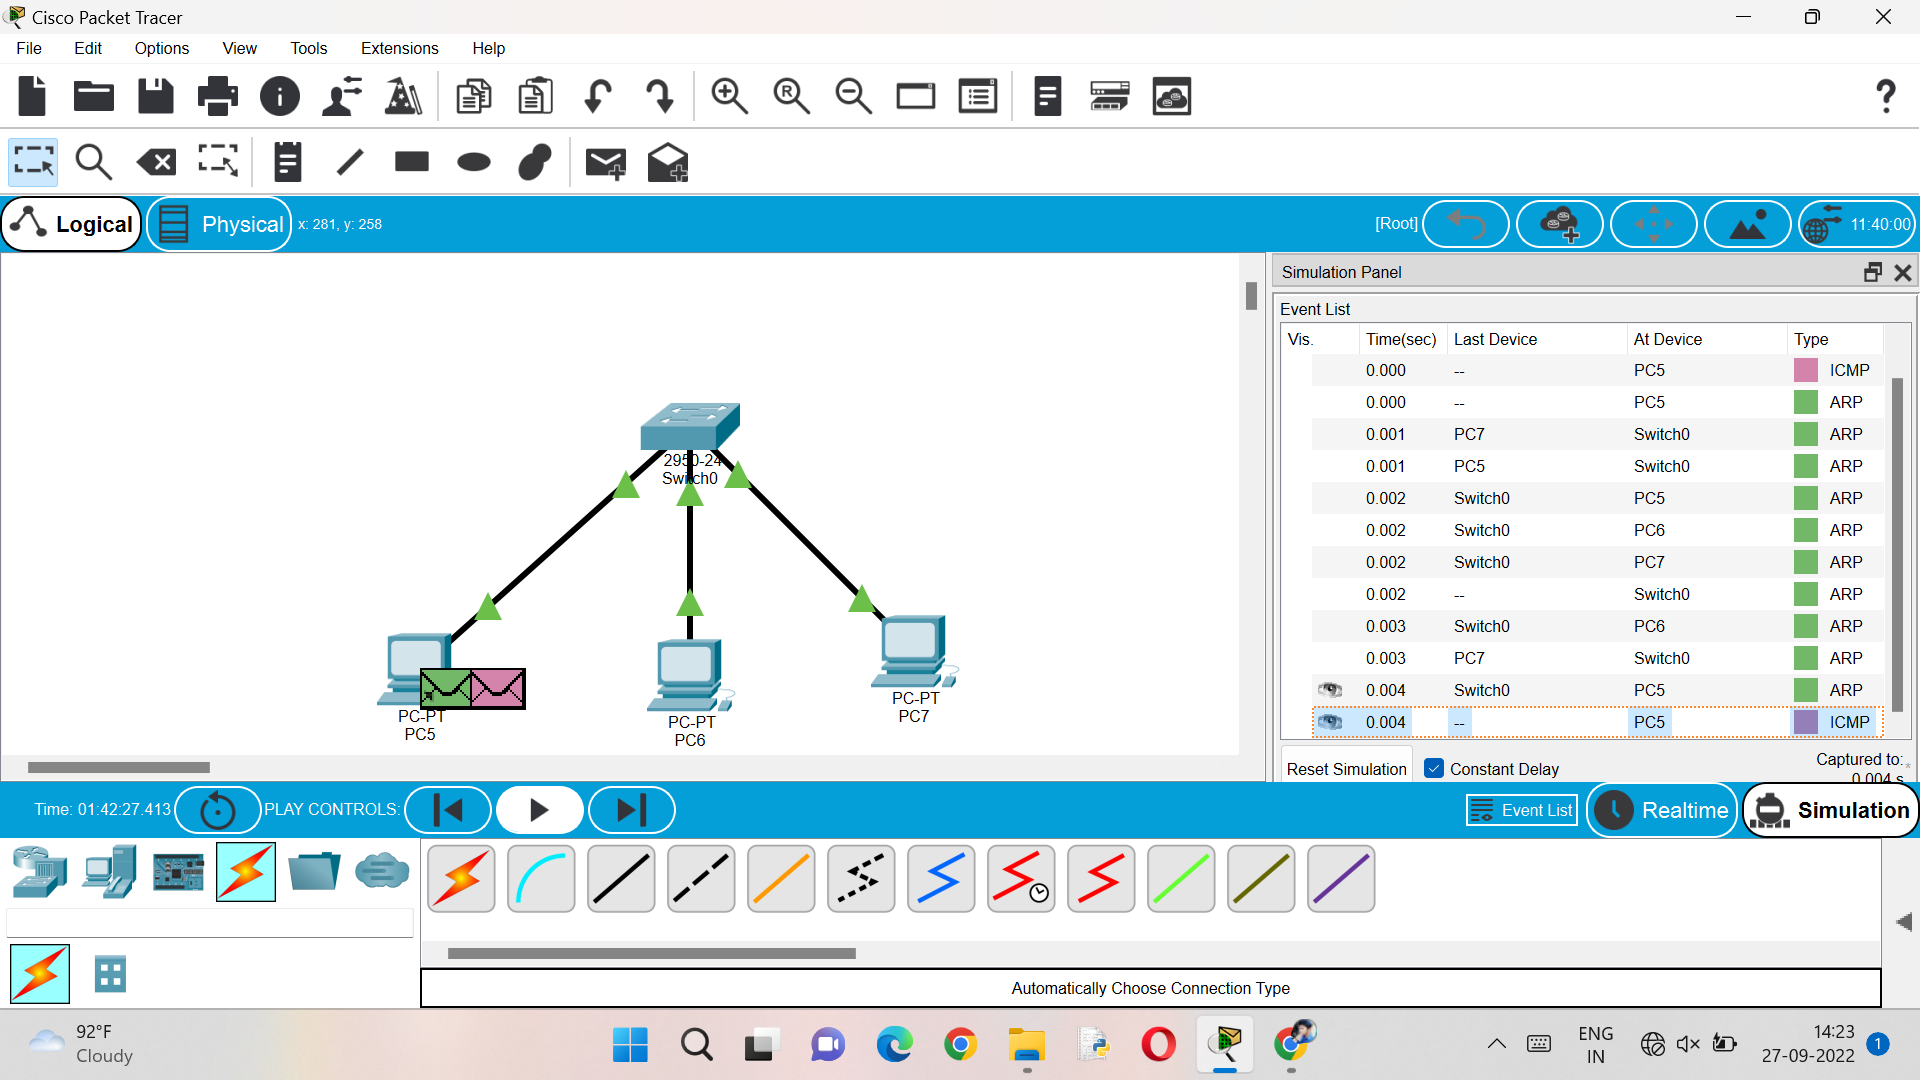 Cisco Packet Tracer
File Edit Options View Tools Extensions Help
Logical Physical x: 281, y: 258 [Root] 11:40:00
2950-24
Switch0
PC-PT
PC5
PC-PT
PC6
PC-PT
PC7
Simulation Panel
Event List
Vis. Time(sec) Last Device At Device Type
0.000 -- PC5 ICMP
0.000 -- PC5 ARP
0.001 PC7 Switch0 ARP
0.001 PC5 Switch0 ARP
0.002 Switch0 PC5 ARP
0.002 Switch0 PC6 ARP
0.002 Switch0 PC7 ARP
0.002 -- Switch0 ARP
0.003 Switch0 PC6 ARP
0.003 PC7 Switch0 ARP
0.004 Switch0 PC5 ARP
0.004 -- PC5 ICMP
Reset Simulation Constant Delay Captured to:*
0.004 s
Time: 01:42:27.413 PLAY CONTROLS: Event List Realtime Simulation
Automatically Choose Connection Type
92°F
Cloudy
ENG
IN
14:23
27-09-2022
1